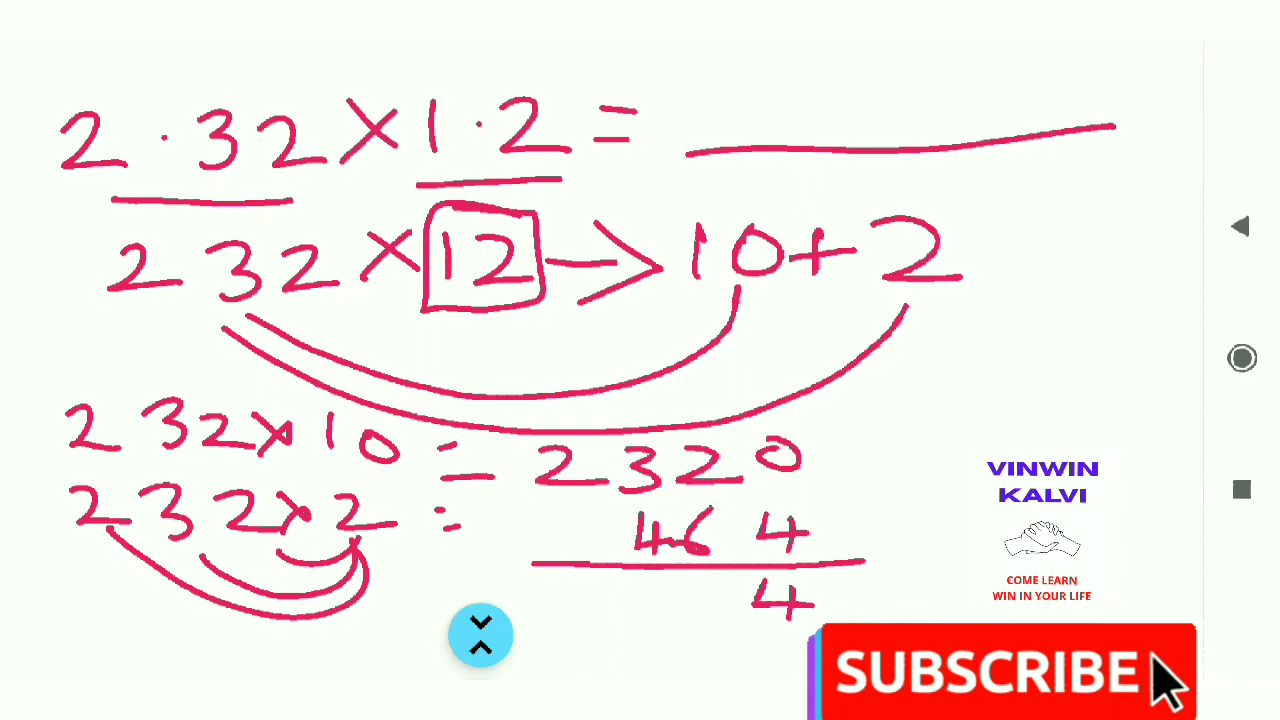 2.32×1.2=
232×12→10+2
232×10=2320
232×2=464
4
VINWIN
KALVI
COME LEARN
WIN IN YOUR LIFE
SUBSCRIBE